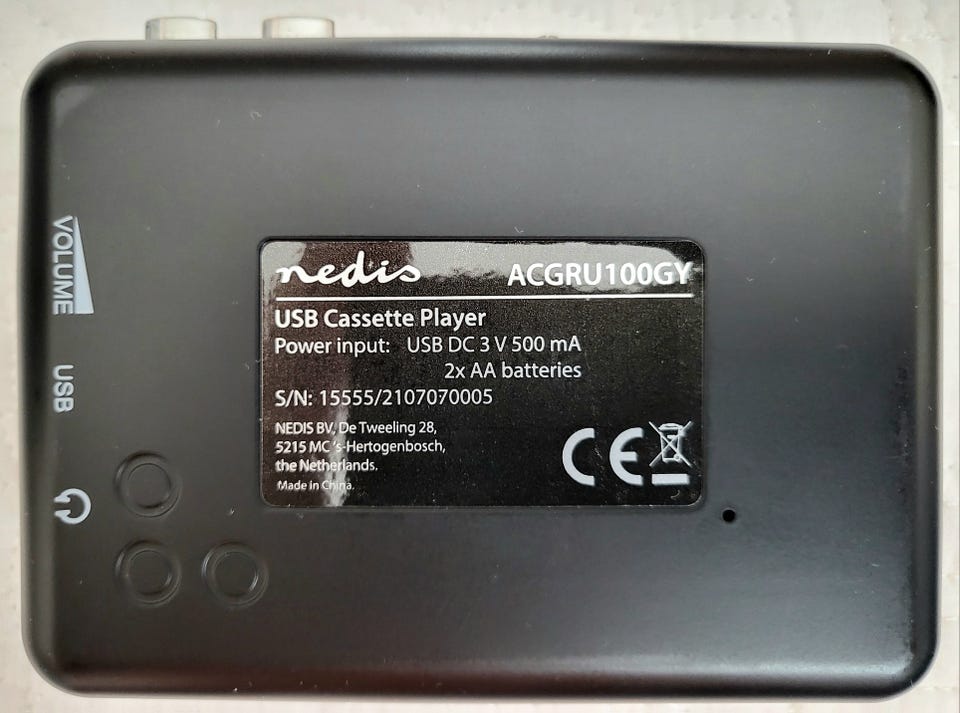 nedis ACGRU100GY
USB Cassette Player
Power input: USB DC 3 V 500 mA
2x AA batteries
S/N: 15555/2107070005
NEDIS BV, De Tweeling 28,
5215 MC 's-Hertogenbosch,
the Netherlands.
Made in China.
CE
VOLUME
USB